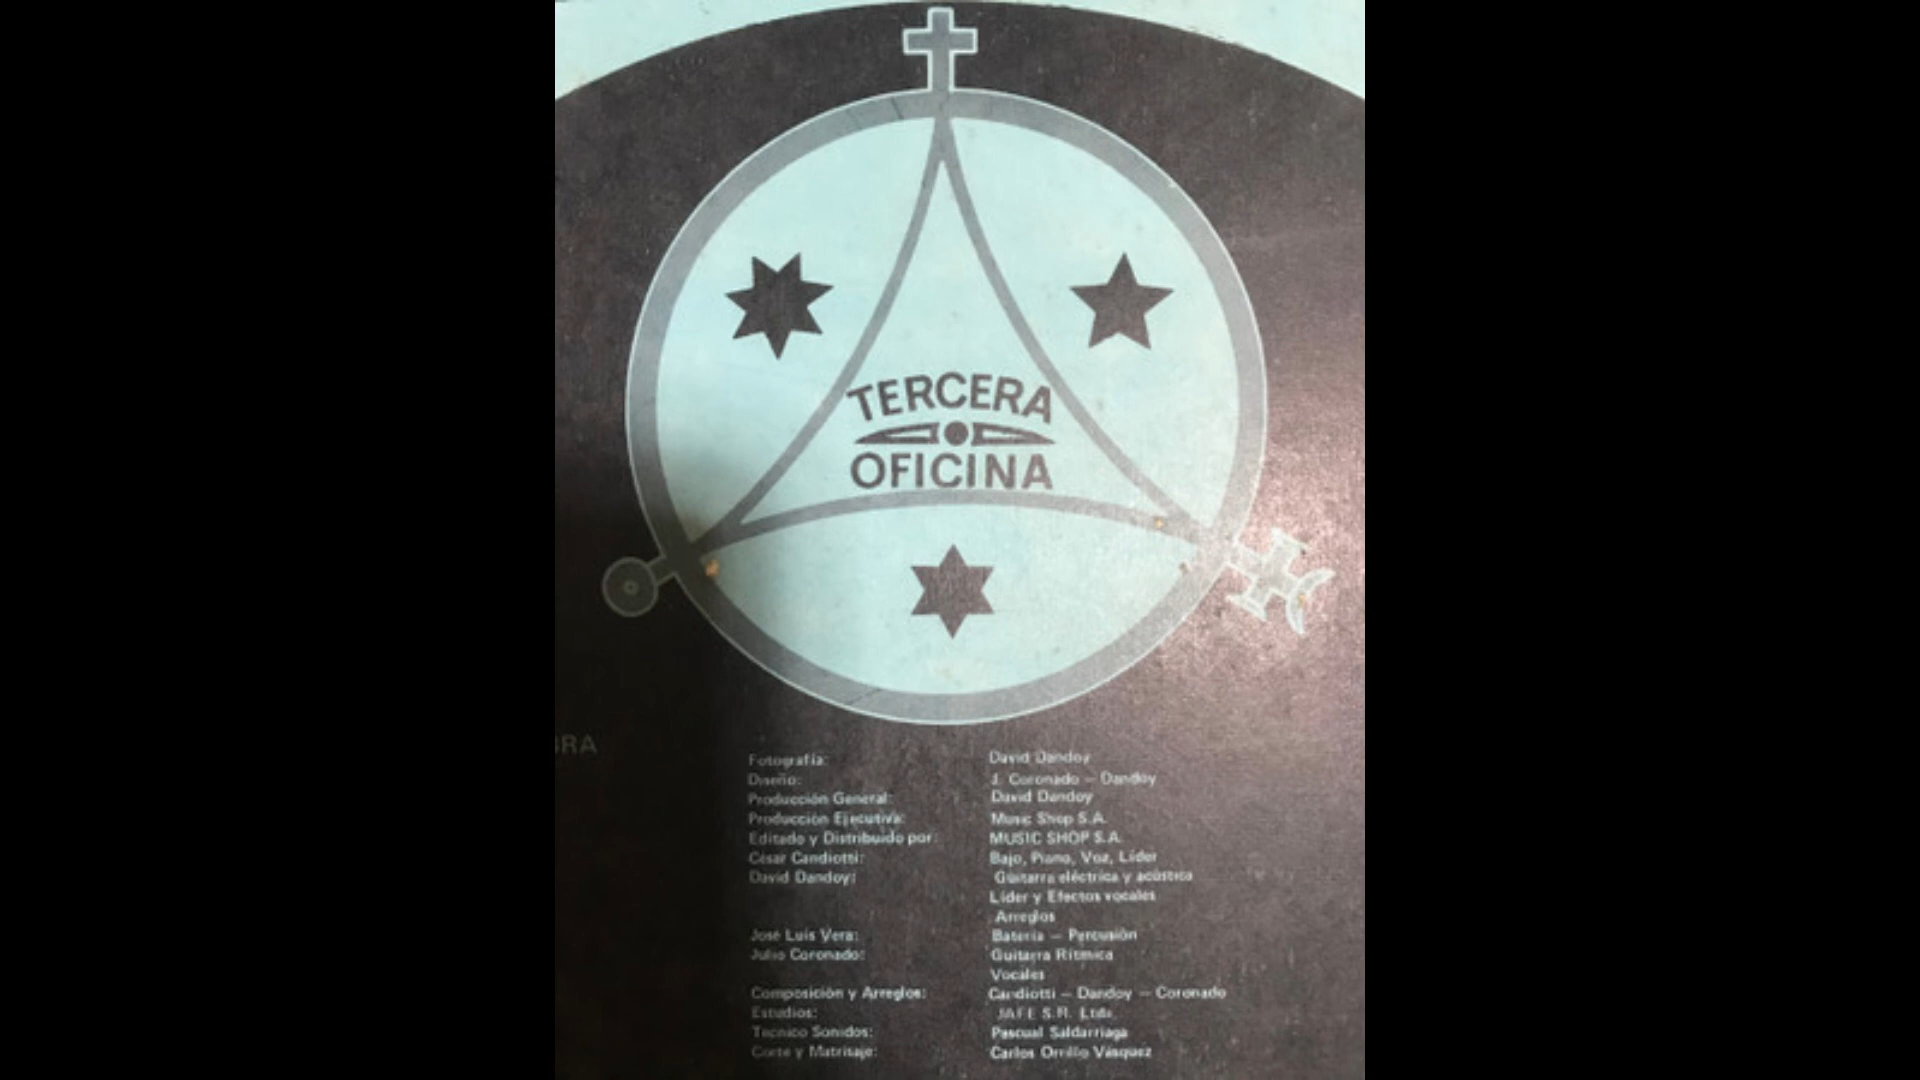 TERCERA
OFICINA
BRA
Fotografía: David Dandoy
Diseño: J. Coronado — Dandoy
Producción General: David Dandoy
Producción Ejecutiva: Music Shop S.A.
Editado y Distribuido por: MUSIC SHOP S.A.
César Candiotti: Bajo, Piano, Voz, Líder
David Dandoy: Guitarra eléctrica y acústica
Líder y Efectos vocales
Arreglos
José Luis Vera: Batería — Percusión
Julio Coronado: Guitarra Rítmica
Vocales
Composición y Arreglos: Candiotti — Dandoy — Coronado
Estudios: JAFE S.R. Ltda.
Tecnico Sonidos: Pascual Saldarriaga
Corte y Matrisaje: Carlos Orrillo Vásquez